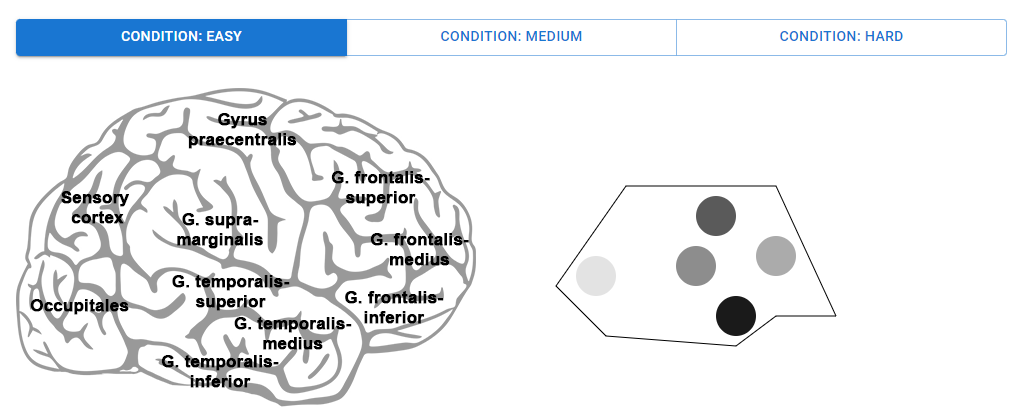 CONDITION: EASY
CONDITION: MEDIUM
CONDITION: HARD
Gyrus
praecentralis
G. frontalis-
superior
Sensory
cortex
G. supra-
marginalis
G. frontalis-
medius
G. temporalis-
superior
Occupitales
G. frontalis-
inferior
G. temporalis-
medius
G. temporalis-
inferior